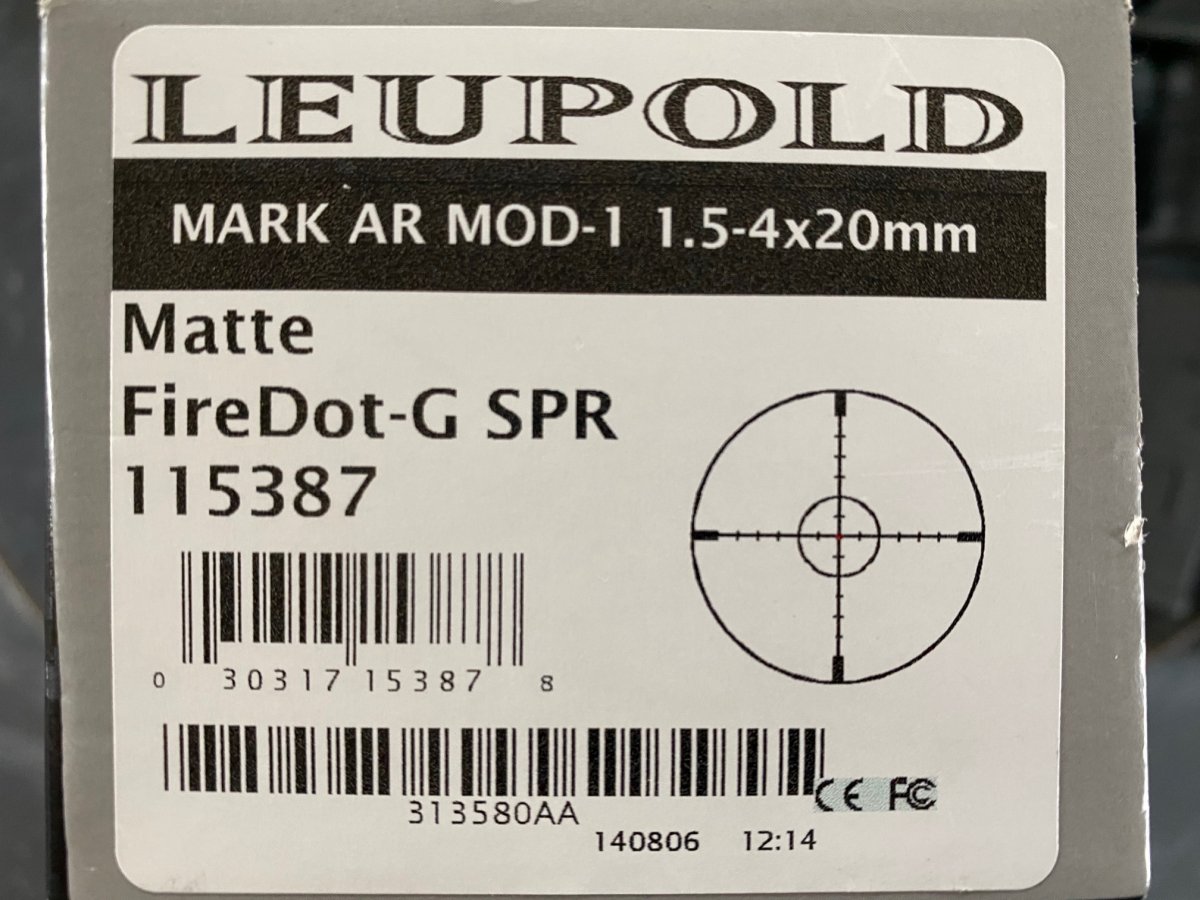 LEUPOLD
MARK AR MOD-1 1.5-4x20mm
Matte
FireDot-G SPR
115387
0 30317 15387 8
313580AA
CE FC
140806 12:14